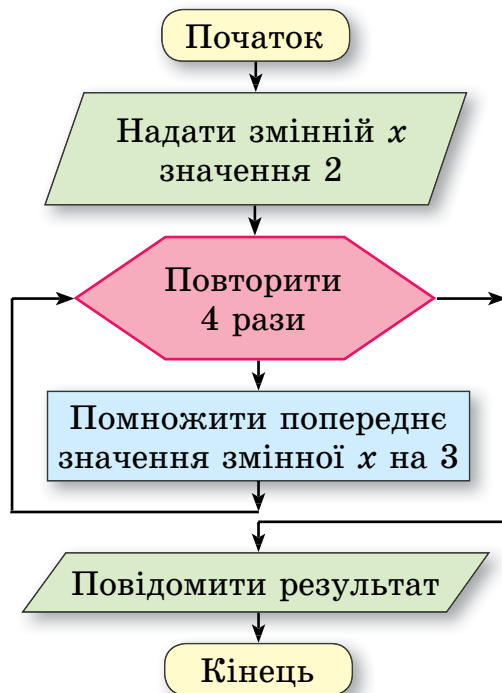 Початок
Надати змінній x
значення 2
Повторити
4 рази
Помножити попереднє
значення змінної x на 3
Повідомити результат
Кінець